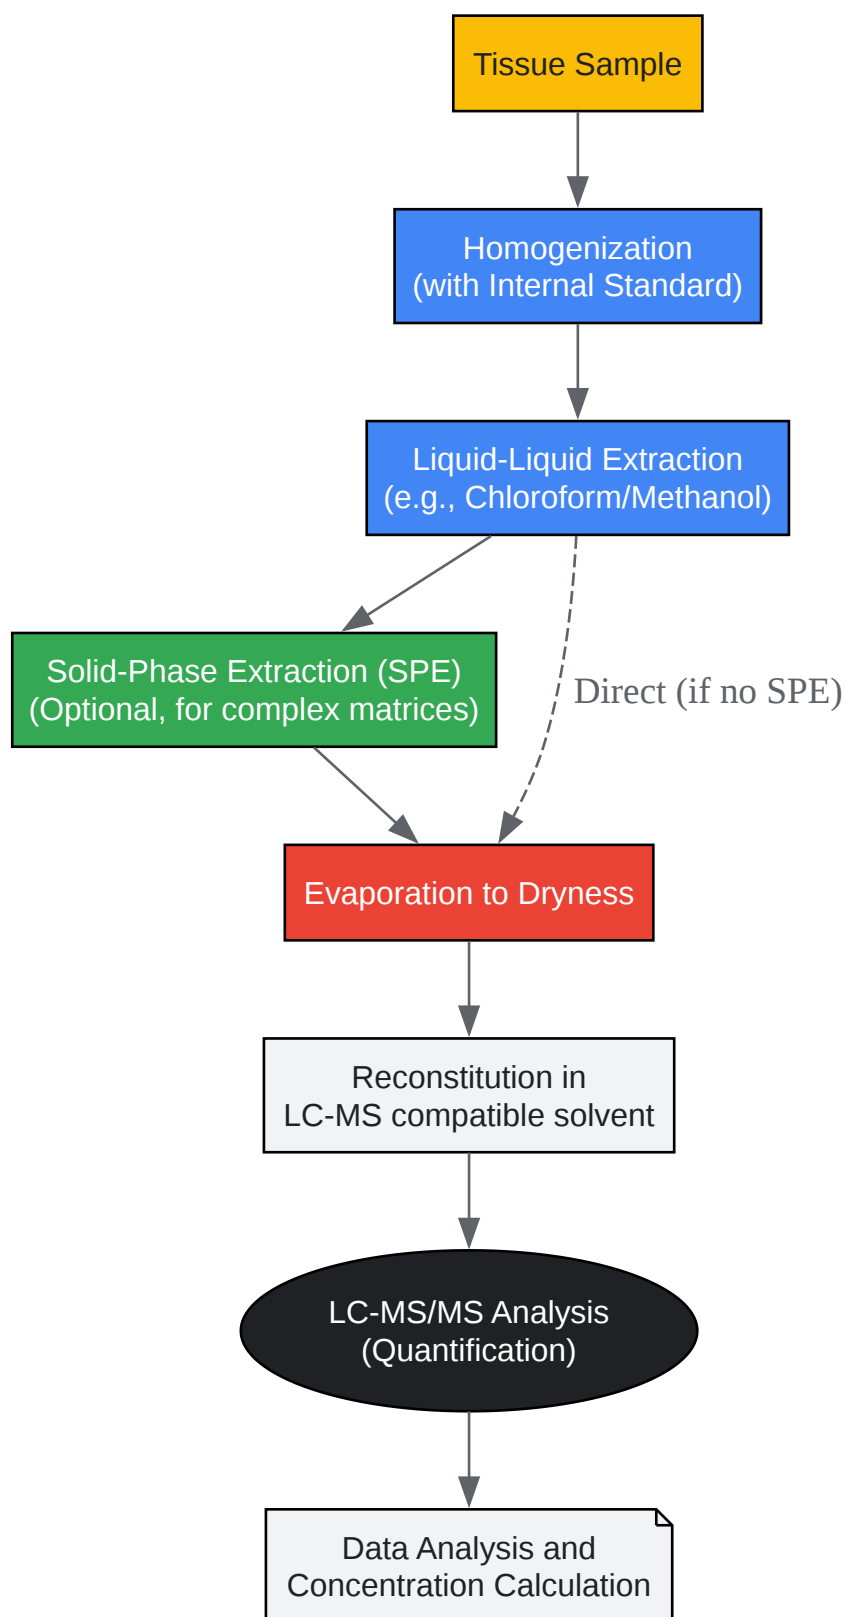 Tissue Sample
Homogenization
(with Internal Standard)
Liquid-Liquid Extraction
(e.g., Chloroform/Methanol)
Solid-Phase Extraction (SPE)
(Optional, for complex matrices)
Direct (if no SPE)
Evaporation to Dryness
Reconstitution in
LC-MS compatible solvent
LC-MS/MS Analysis
(Quantification)
Data Analysis and
Concentration Calculation